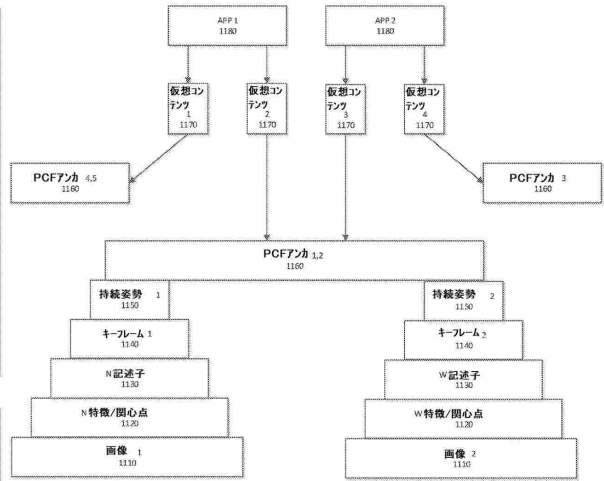 APP 1
1180
APP 2
1180
仮想コン
テンツ
1
1170
仮想コン
テンツ
2
1170
仮想コン
テンツ
3
1170
仮想コン
テンツ
4
1170
PCFアンカ 4,5
1160
PCFアンカ 3
1160
PCFアンカ 1,2
1160
持続姿勢 1
1150
持続姿勢 2
1150
キーフレーム 1
1140
キーフレーム 2
1140
N 記述子
1130
W 記述子
1130
N 特徴/関心点
1120
W 特徴/関心点
1120
画像 1
1110
画像 2
1110